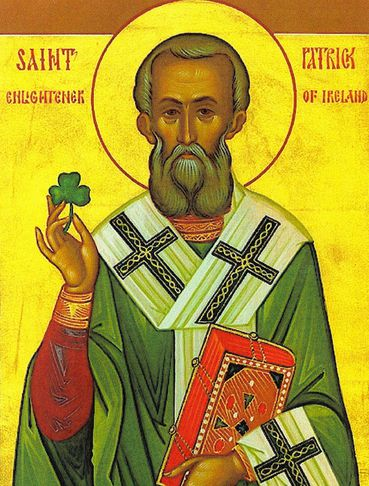 SAINT PATRICK
ENLIGHTENER OF IRELAND